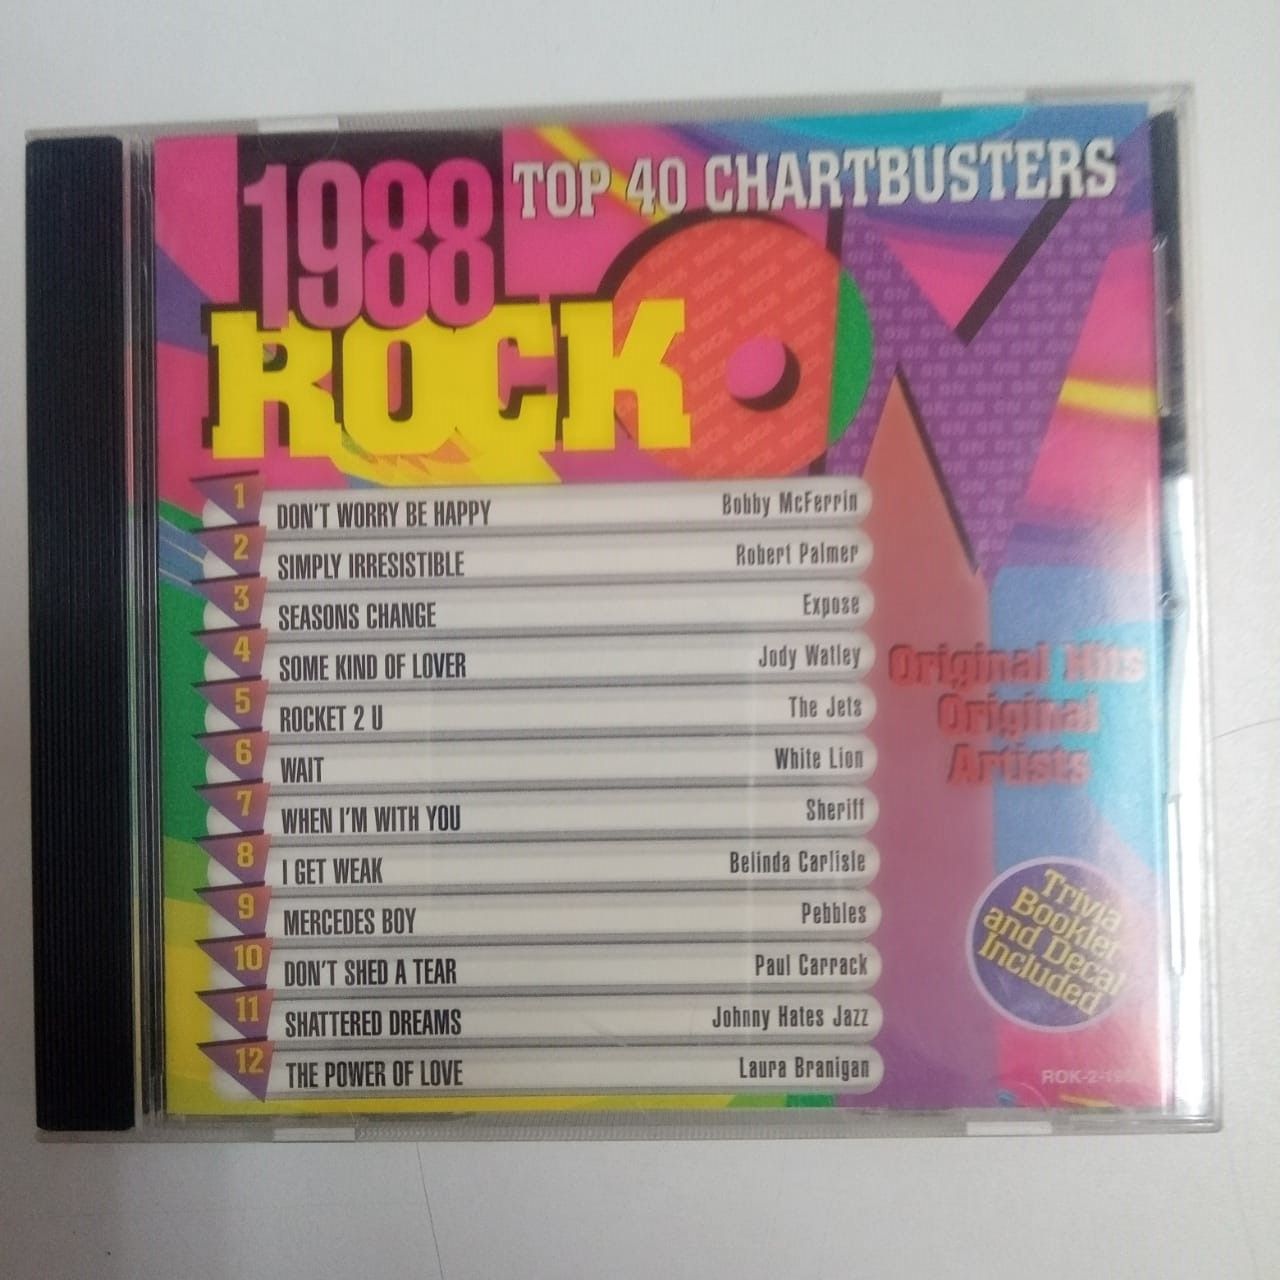 1988 TOP 40 CHARTBUSTERS
ROCK ON
1 DON'T WORRY BE HAPPY Bobby McFerrin
2 SIMPLY IRRESISTIBLE Robert Palmer
3 SEASONS CHANGE Expose
4 SOME KIND OF LOVER Jody Watley
5 ROCKET 2 U The Jets
6 WAIT White Lion
7 WHEN I'M WITH YOU Sheriff
8 I GET WEAK Belinda Carlisle
9 MERCEDES BOY Pebbles
10 DON'T SHED A TEAR Paul Carrack
11 SHATTERED DREAMS Johnny Hates Jazz
12 THE POWER OF LOVE Laura Branigan
Original Hits
Original
Artists
Trivia
Booklet
and Decal
Included